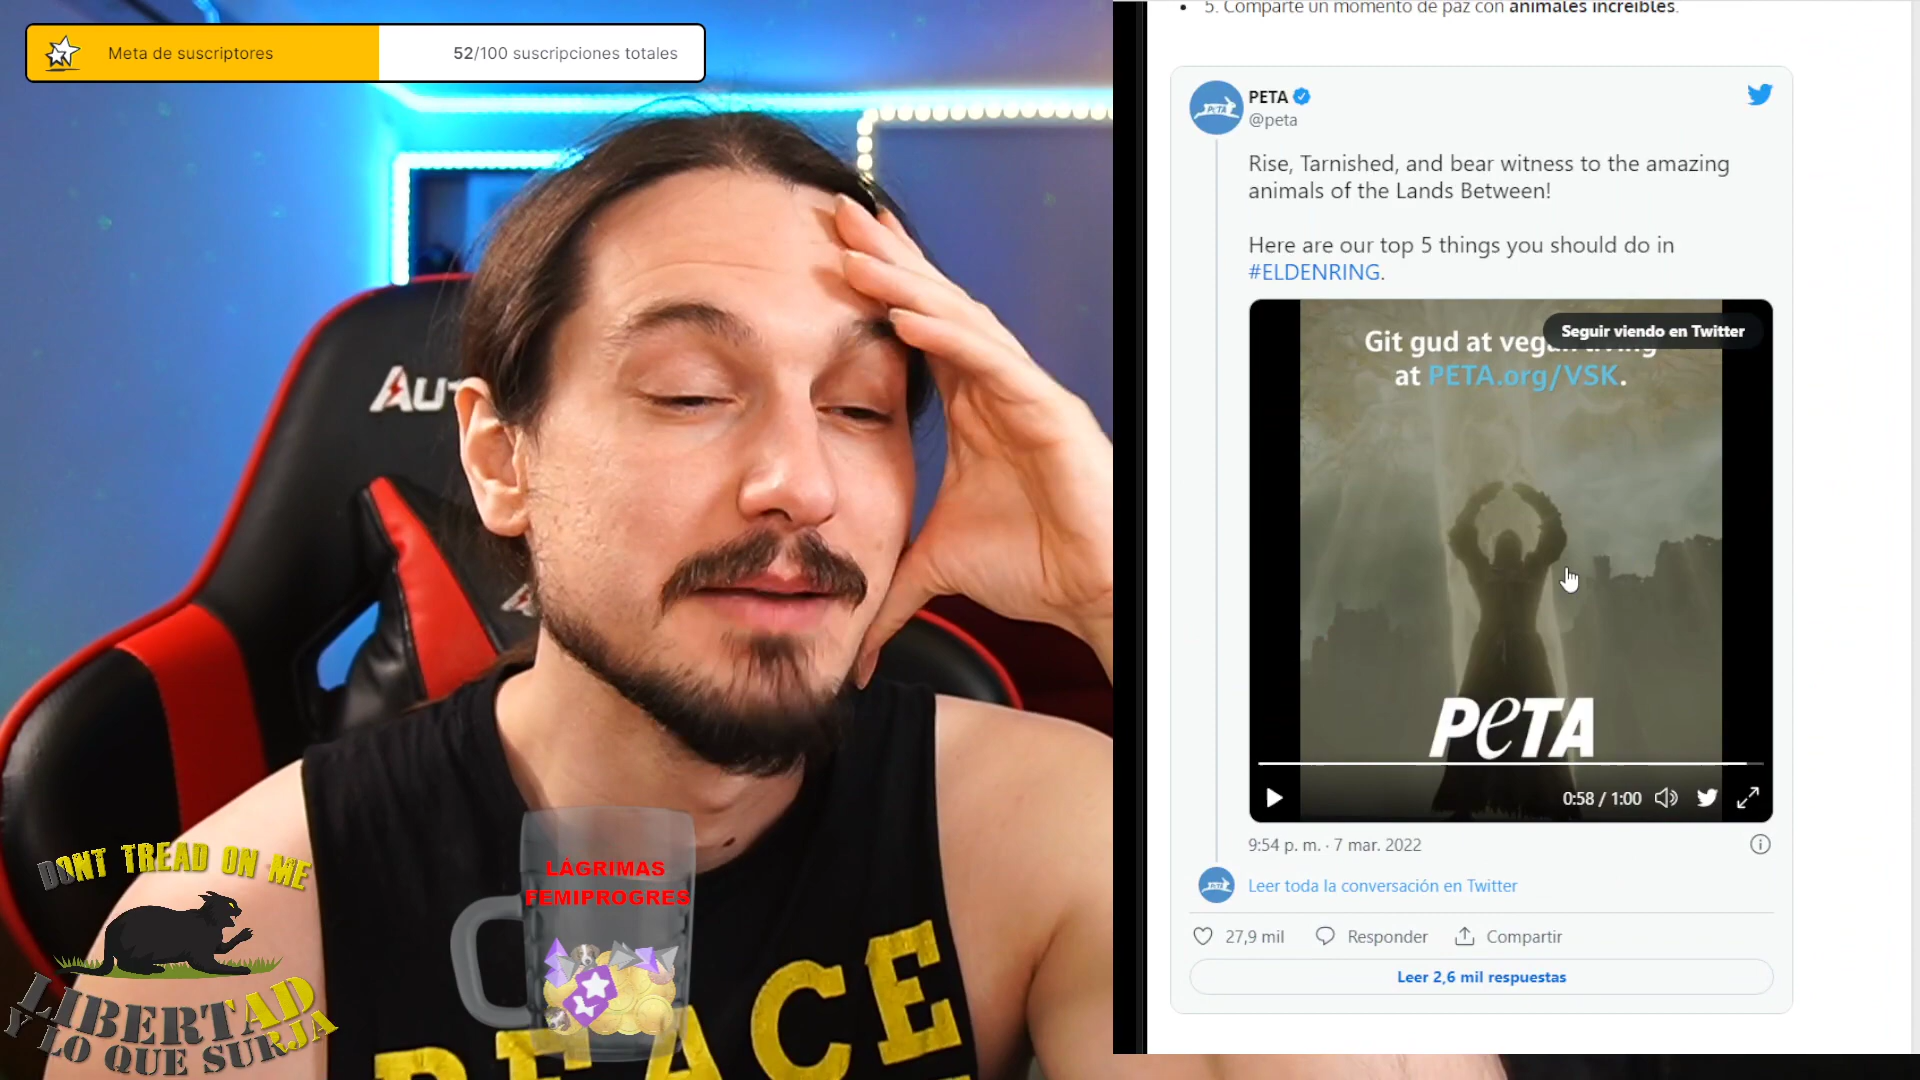 Meta de suscriptores
52/100 suscripciones totales
5. Comparte un momento de paz con animales increíbles.
PETA
@peta
Rise, Tarnished, and bear witness to the amazing
animals of the Lands Between!
Here are our top 5 things you should do in
#ELDENRING.
Seguir viendo en Twitter
Git gud at
at PETA.org/VSK.
PETA
0:58 / 1:00
9:54 p. m. · 7 mar. 2022
Leer toda la conversación en Twitter
27,9 mil
Responder
Compartir
Leer 2,6 mil respuestas
DONT TREAD ON ME
LIBERTAD
Y LO QUE SURJA
LÁGRIMAS
FEMIPROGRES
PEACE